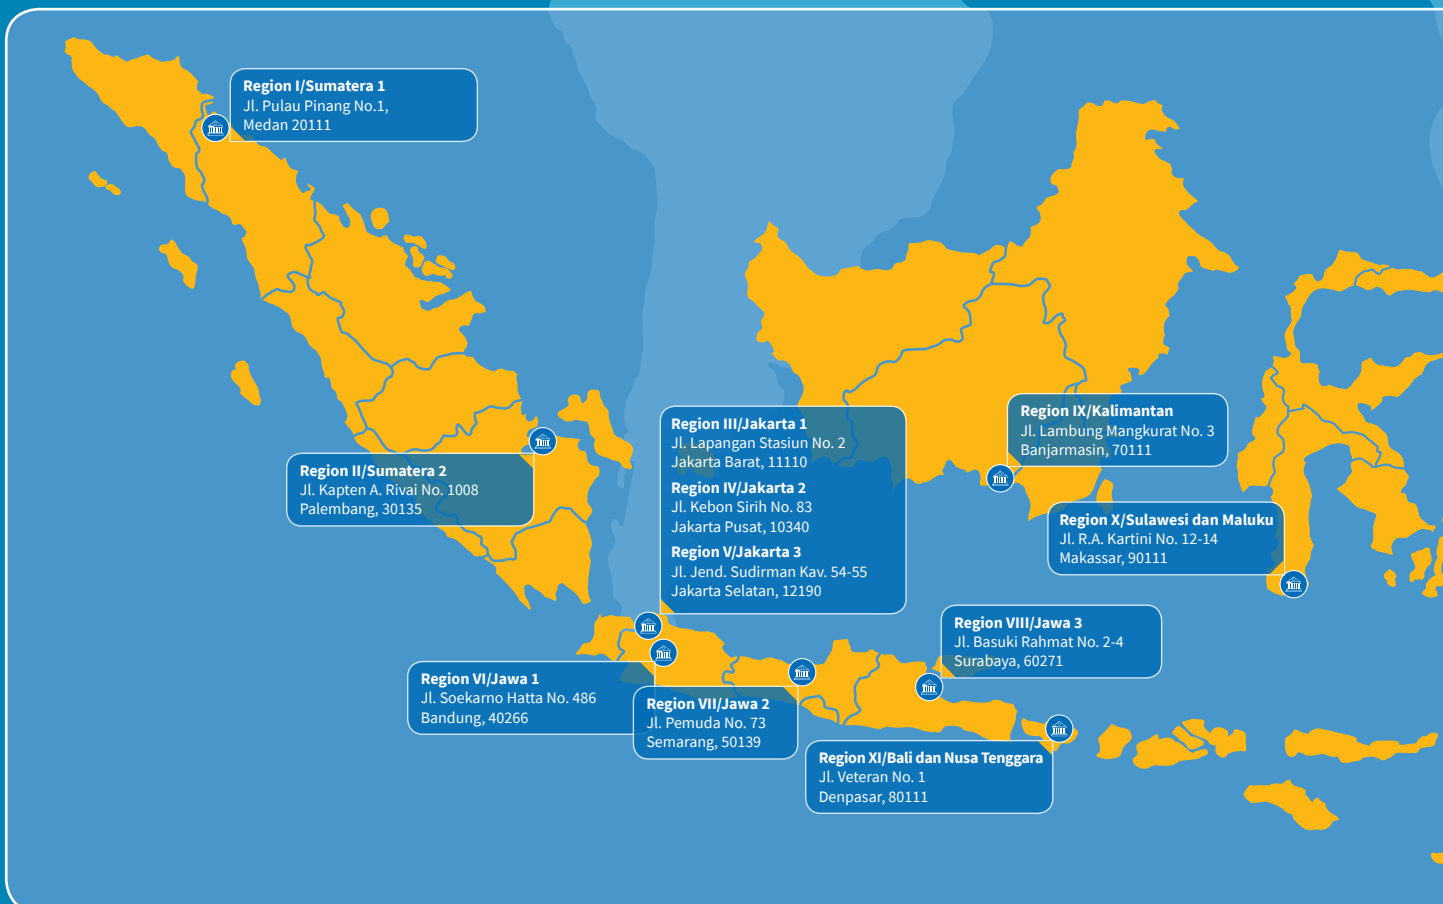 Region I/Sumatera 1
Jl. Pulau Pinang No.1,
Medan 20111
Region II/Sumatera 2
Jl. Kapten A. Rivai No. 1008
Palembang, 30135
Region III/Jakarta 1
Jl. Lapangan Stasiun No. 2
Jakarta Barat, 11110
Region IV/Jakarta 2
Jl. Kebon Sirih No. 83
Jakarta Pusat, 10340
Region V/Jakarta 3
Jl. Jend. Sudirman Kav. 54-55
Jakarta Selatan, 12190
Region VI/Jawa 1
Jl. Soekarno Hatta No. 486
Bandung, 40266
Region VII/Jawa 2
Jl. Pemuda No. 73
Semarang, 50139
Region VIII/Jawa 3
Jl. Basuki Rahmat No. 2-4
Surabaya, 60271
Region IX/Kalimantan
Jl. Lambung Mangkurat No. 3
Banjarmasin, 70111
Region X/Sulawesi dan Maluku
Jl. R.A. Kartini No. 12-14
Makassar, 90111
Region XI/Bali dan Nusa Tenggara
Jl. Veteran No. 1
Denpasar, 80111